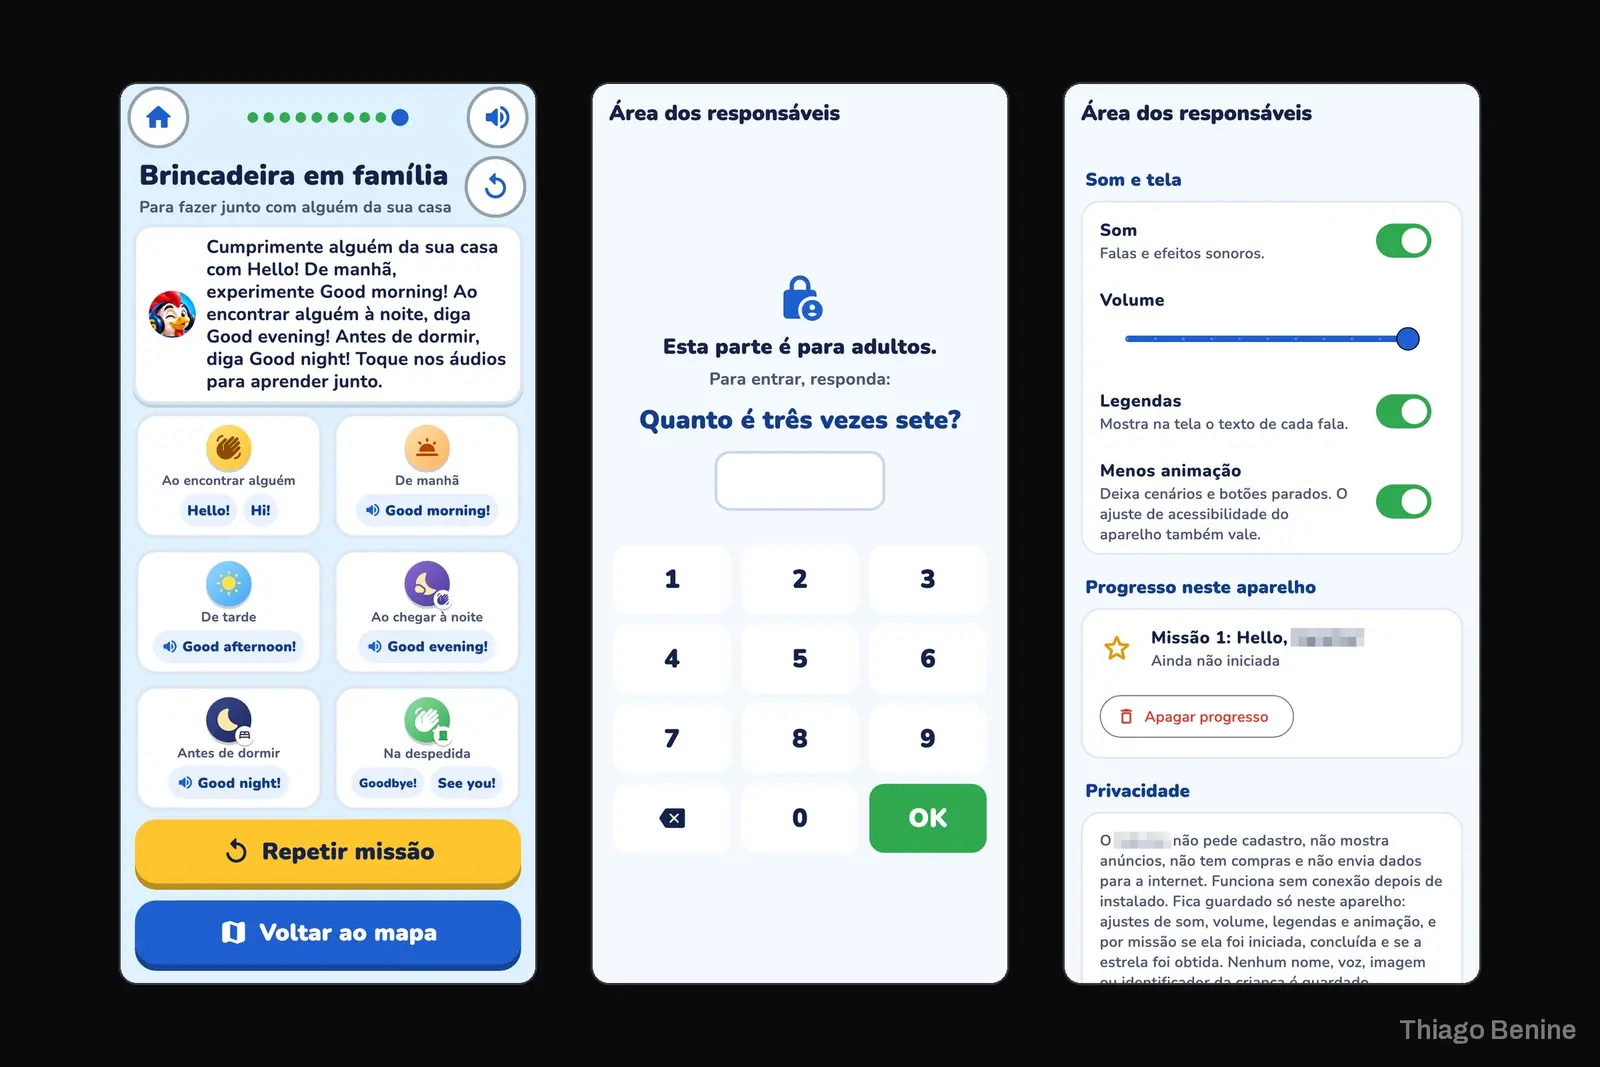 Brincadeira em família
Para fazer junto com alguém da sua casa
Cumprimente alguém da sua casa
com Hello! De manhã,
experimente Good morning! Ao
encontrar alguém à noite, diga
Good evening! Antes de dormir,
diga Good night! Toque nos áudios
para aprender junto.
Ao encontrar alguém
Hello! Hi!
De manhã
Good morning!
De tarde
Good afternoon!
Ao chegar à noite
Good evening!
Antes de dormir
Good night!
Na despedida
Goodbye! See you!
Repetir missão
Voltar ao mapa
Área dos responsáveis
Esta parte é para adultos.
Para entrar, responda:
Quanto é três vezes sete?
1 2 3
4 5 6
7 8 9
0 OK
Área dos responsáveis
Som e tela
Som
Falas e efeitos sonoros.
Volume
Legendas
Mostra na tela o texto de cada fala.
Menos animação
Deixa cenários e botões parados. O
ajuste de acessibilidade do
aparelho também vale.
Progresso neste aparelho
Missão 1: Hello,
Ainda não iniciada
Apagar progresso
Privacidade
O não pede cadastro, não mostra
anúncios, não tem compras e não envia dados
para a internet. Funciona sem conexão depois de
instalado. Fica guardado só neste aparelho:
ajustes de som, volume, legendas e animação, e
por missão se ela foi iniciada, concluída e se a
estrela foi obtida. Nenhum nome, voz, imagem
ou identificador da criança é guardado
Thiago Benine